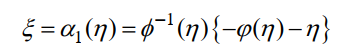 ξ = α₁(η) = ϕ⁻¹(η){−φ(η) − η}